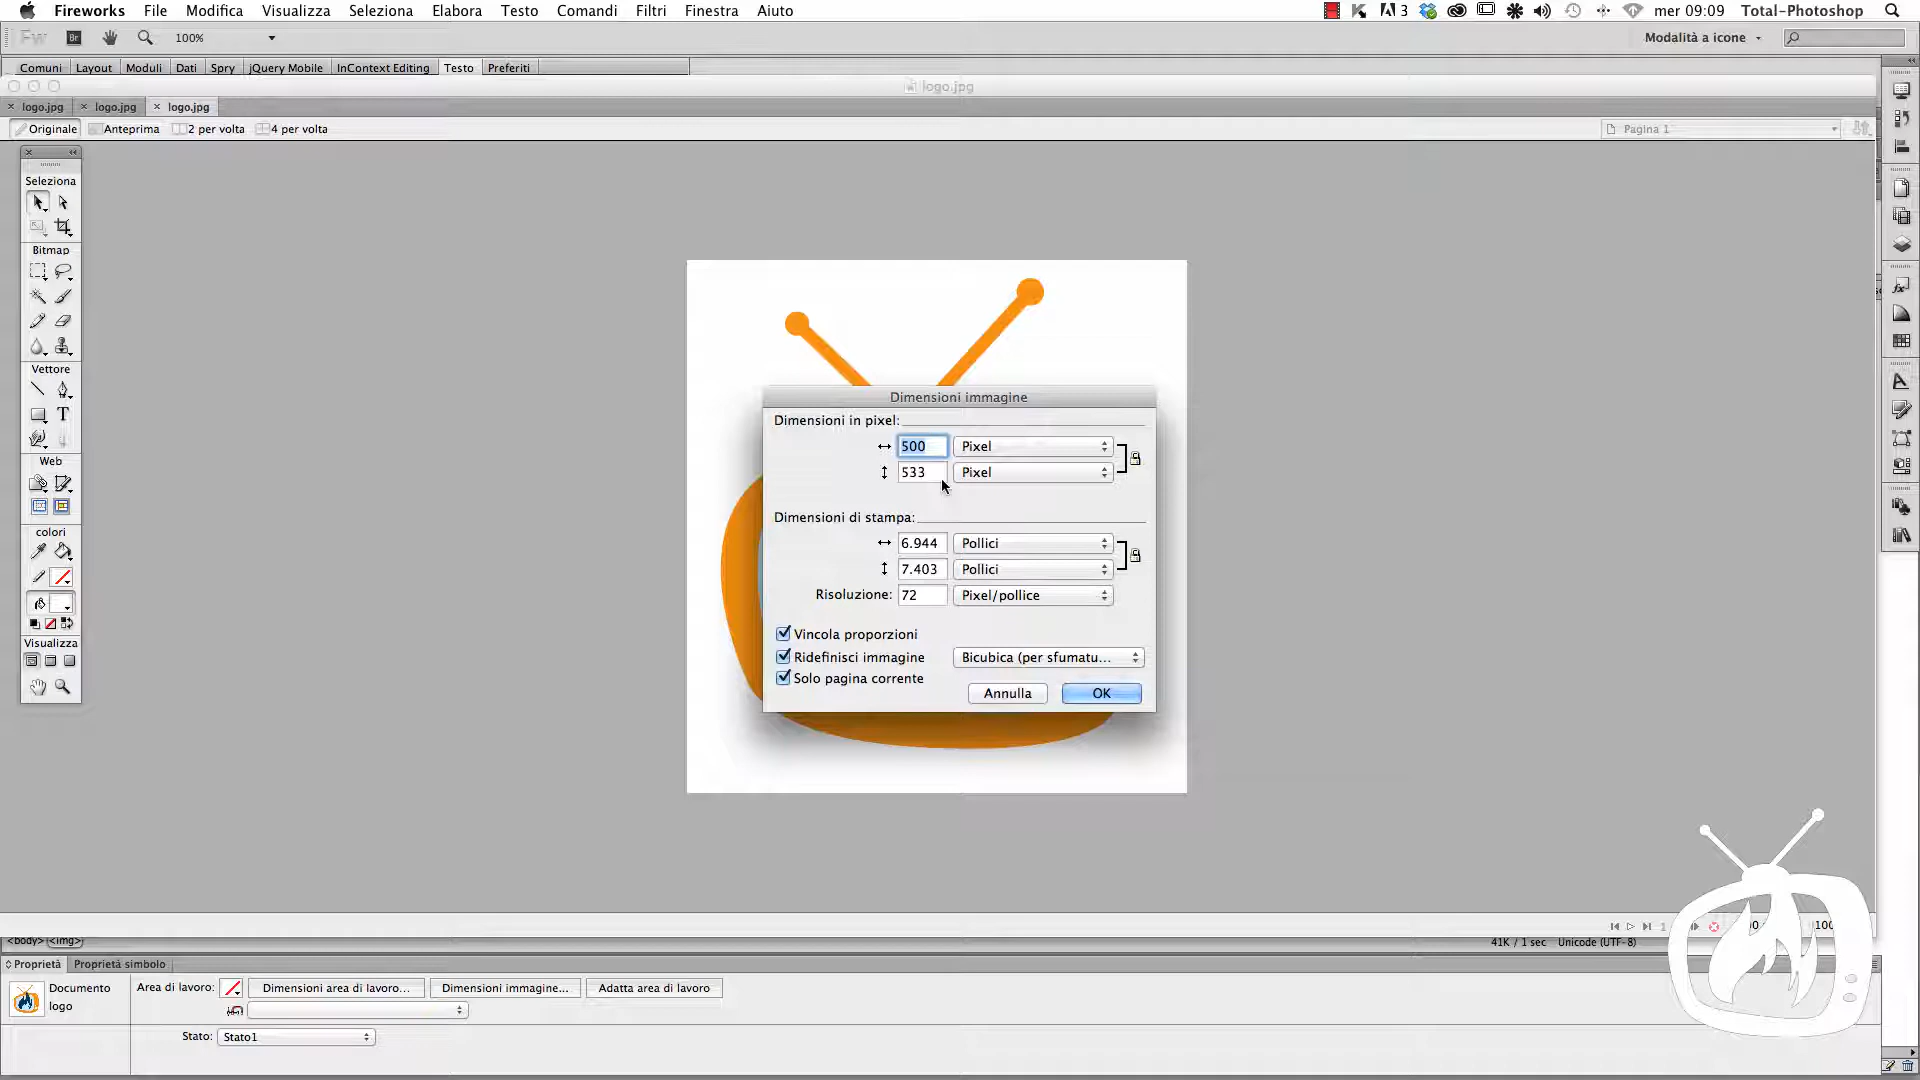 Fireworks File Modifica Visualizza Seleziona Elabora Testo Comandi Filtri Finestra Aiuto 3 mer 09:09 Total-Photoshop
Fw Br 100% Modalità a icone
Comuni Layout Moduli Dati Spry jQuery Mobile InContext Editing Testo Preferiti
logo.jpg
logo.jpg logo.jpg logo.jpg
Originale Anteprima 2 per volta 4 per volta Pagina 1
Seleziona
Bitmap
Vettore
Web
colori
Visualizza
Dimensioni immagine
Dimensioni in pixel:
500 Pixel
533 Pixel
Dimensioni di stampa:
6.944 Pollici
7.403 Pollici
Risoluzione: 72 Pixel/pollice
Vincola proporzioni
Ridefinisci immagine Bicubica (per sfumatu...
Solo pagina corrente
Annulla OK
1
<body> <img> 41K / 1 sec Unicode (UTF-8)
Proprietà Proprietà simbolo
Documento
logo
Area di lavoro: Dimensioni area di lavoro... Dimensioni immagine... Adatta area di lavoro
Stato: Stato1